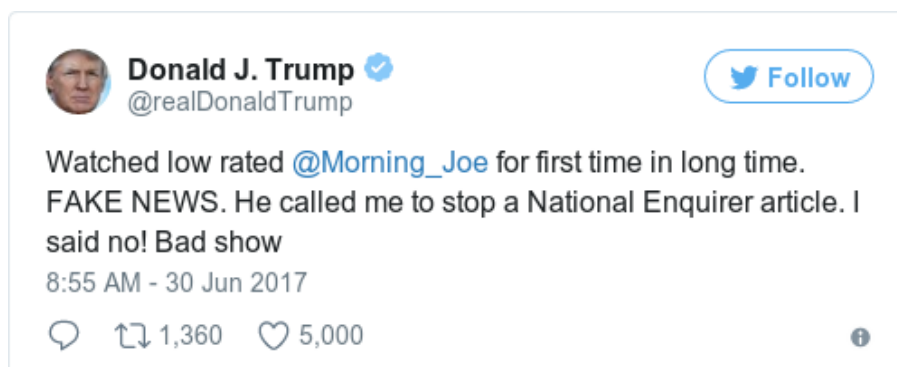 Donald J. Trump
Follow
@realDonaldTrump
Watched low rated @Morning_Joe for first time in long time.
FAKE NEWS. He called me to stop a National Enquirer article. I
said no! Bad show
8:55 AM - 30 Jun 2017
1,360 5,000